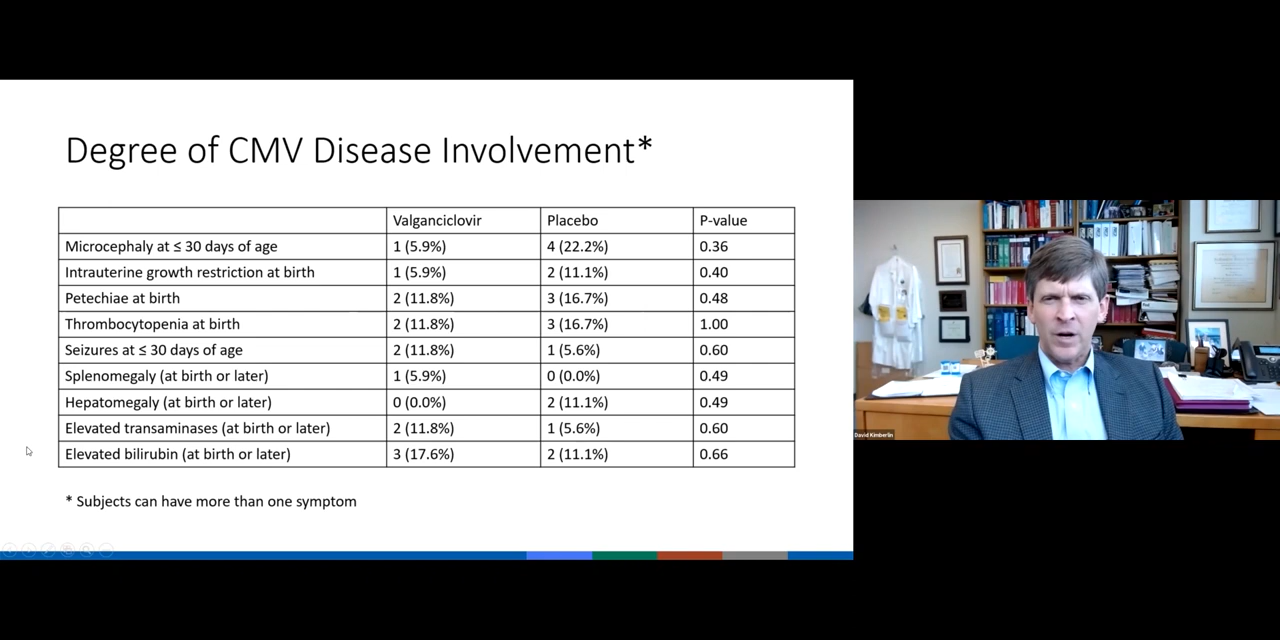 Degree of CMV Disease Involvement*
Valganciclovir Placebo P-value
Microcephaly at ≤ 30 days of age 1 (5.9%) 4 (22.2%) 0.36
Intrauterine growth restriction at birth 1 (5.9%) 2 (11.1%) 0.40
Petechiae at birth 2 (11.8%) 3 (16.7%) 0.48
Thrombocytopenia at birth 2 (11.8%) 3 (16.7%) 1.00
Seizures at ≤ 30 days of age 2 (11.8%) 1 (5.6%) 0.60
Splenomegaly (at birth or later) 1 (5.9%) 0 (0.0%) 0.49
Hepatomegaly (at birth or later) 0 (0.0%) 2 (11.1%) 0.49
Elevated transaminases (at birth or later) 2 (11.8%) 1 (5.6%) 0.60
Elevated bilirubin (at birth or later) 3 (17.6%) 2 (11.1%) 0.66
* Subjects can have more than one symptom
David Kimberlin